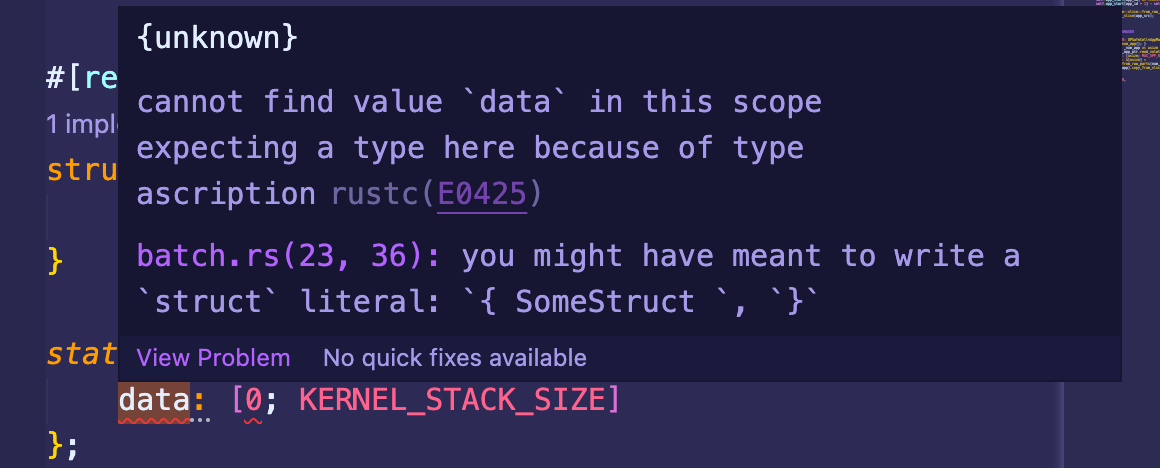 {unknown}
#[re
cannot find value `data` in this scope
1 imple
expecting a type here because of type
stru
ascription rustc(E0425)
}
batch.rs(23, 36): you might have meant to write a
`struct` literal: `{ SomeStruct `, `}`
stat
View Problem No quick fixes available
data: [0; KERNEL_STACK_SIZE]
};